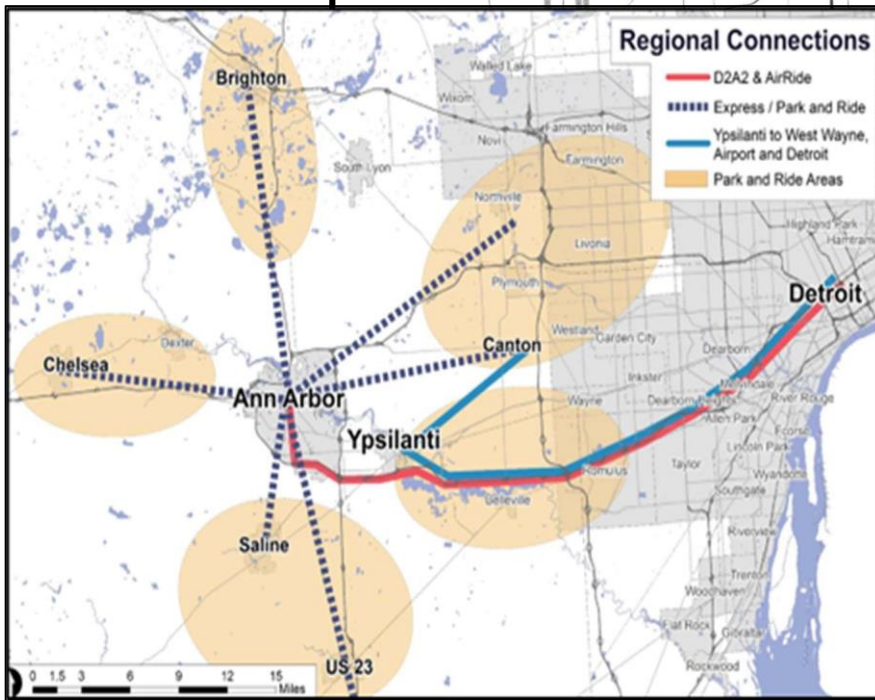 Regional Connections
D2A2 & AirRide
Express / Park and Ride
Ypsilanti to West Wayne,
Airport and Detroit
Park and Ride Areas
Brighton
Walled Lake
Wixom
Novi
Farmington Hills
Farmington
South Lyon
Northville
Highland Park
Hamtram
Livonia
Plymouth
Detroit
Westland
Garden City
Canton
Dexter
Chelsea
Dearborn
Inkster
Melvindale
Ann Arbor
Wayne
Dearborn Heights
River Rouge
Allen Park
Ecorse
Ypsilanti
Lincoln Park
Taylor
Romulus
Wyandotte
Southgate
Belleville
Riverview
Saline
Trenton
Woodhaven
Flat Rock
Gibraltar
US 23
Rockwood
0 1.5 3 6 9 12 15
Miles